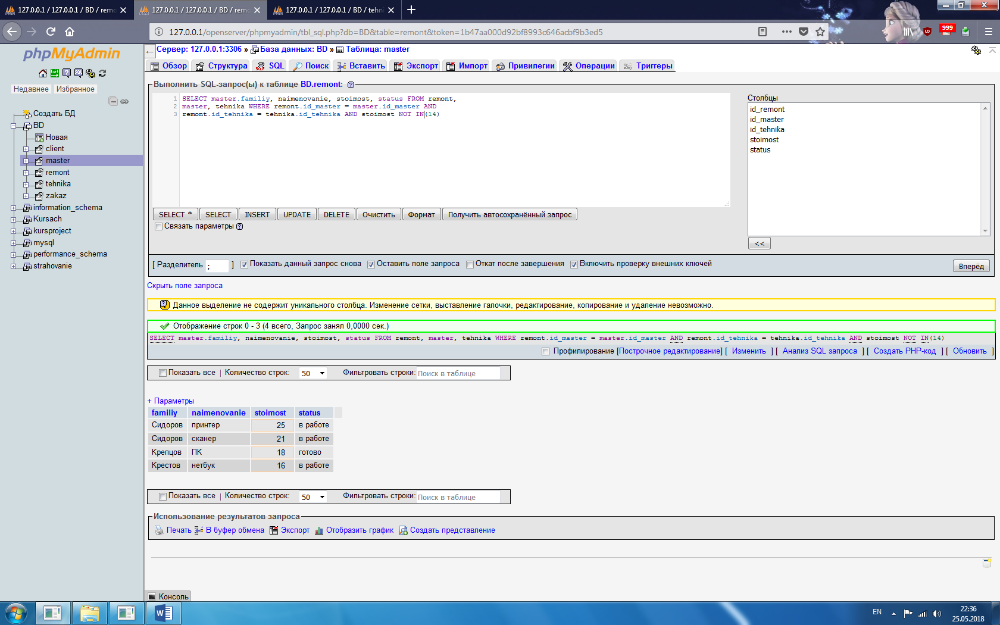 127.0.0.1 / 127.0.0.1 / BD / remo
127.0.0.1 / 127.0.0.1 / BD / remo
127.0.0.1 / 127.0.0.1 / BD / tehni
127.0.0.1/openserver/phpmyadmin/tbl_sql.php?db=BD&table=remont&token=1b47aa000d92bf8993c646acbf9b3ed5
999
phpMyAdmin
Недавнее Избранное
Создать БД
BD
Новая
client
master
remont
tehnika
zakaz
information_schema
Kursach
kursproject
mysql
performance_schema
strahovanie
Сервер: 127.0.0.1:3306 » База данных: BD » Таблица: master
Обзор Структура SQL Поиск Вставить Экспорт Импорт Привилегии Операции Триггеры
Выполнить SQL-запрос(ы) к таблице BD.remont:
1 SELECT master.familiy, naimenovanie, stoimost, status FROM remont,
2 master, tehnika WHERE remont.id_master = master.id_master AND
3 remont.id_tehnika = tehnika.id_tehnika AND stoimost NOT IN(14)
Столбцы
id_remont
id_master
id_tehnika
stoimost
status
<<
SELECT * SELECT INSERT UPDATE DELETE Очистить Формат Получить автосохранённый запрос
Связать параметры
[ Разделитель ; ] Показать данный запрос снова Оставить поле запроса Откат после завершения Включить проверку внешних ключей Вперёд
Скрыть поле запроса
Данное выделение не содержит уникального столбца. Изменение сетки, выставление галочки, редактирование, копирование и удаление невозможно.
Отображение строк 0 - 3 (4 всего, Запрос занял 0,0000 сек.)
SELECT master.familiy, naimenovanie, stoimost, status FROM remont, master, tehnika WHERE remont.id_master = master.id_master AND remont.id_tehnika = tehnika.id_tehnika AND stoimost NOT IN(14)
Профилирование [Построчное редактирование] [ Изменить ] [ Анализ SQL запроса ] [ Создать PHP-код ] [ Обновить ]
Показать все | Количество строк: 50 Фильтровать строки: Поиск в таблице
+ Параметры
familiy naimenovanie stoimost status
Сидоров принтер 25 в работе
Сидоров сканер 21 в работе
Крепцов ПК 18 готово
Крестов нетбук 16 в работе
Показать все | Количество строк: 50 Фильтровать строки: Поиск в таблице
Использование результатов запроса
Печать В буфер обмена Экспорт Отобразить график Создать представление
Консоль
EN
22:36
25.05.2018